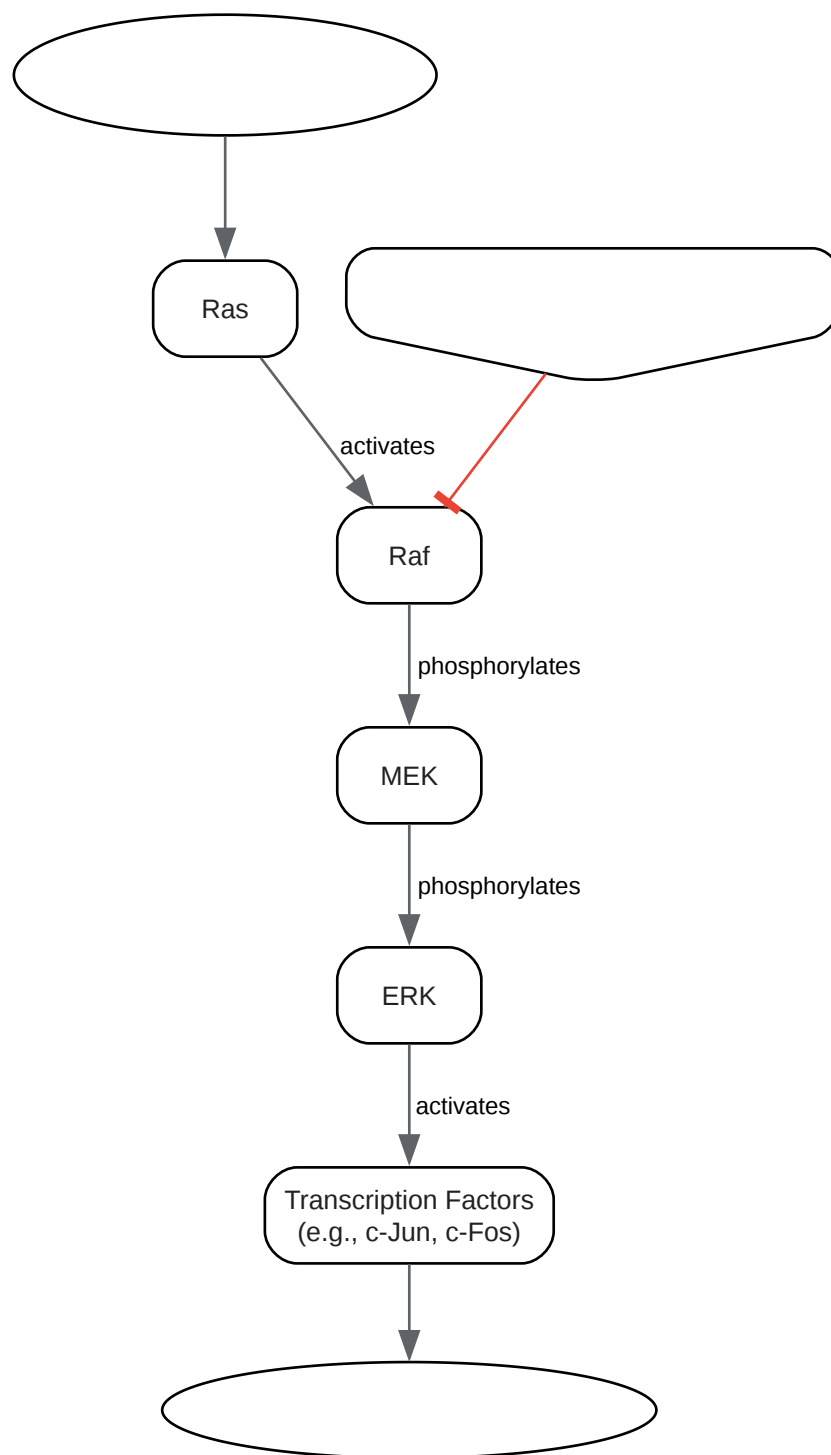 Ras
activates
Raf
phosphorylates
MEK
phosphorylates
ERK
activates
Transcription Factors
(e.g., c-Jun, c-Fos)